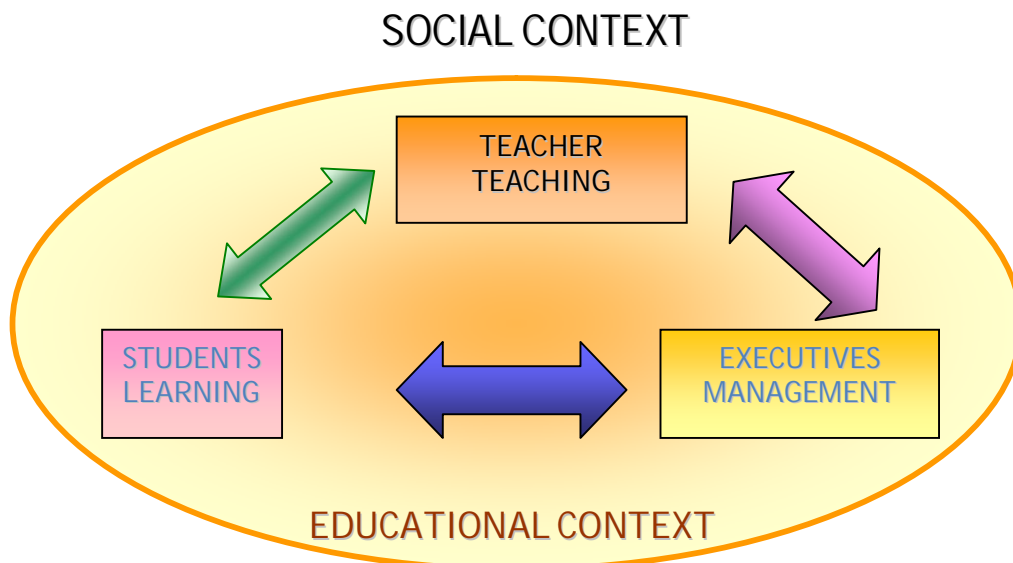 SOCIAL CONTEXT
TEACHER
TEACHING
STUDENTS
LEARNING
EXECUTIVES
MANAGEMENT
EDUCATIONAL CONTEXT